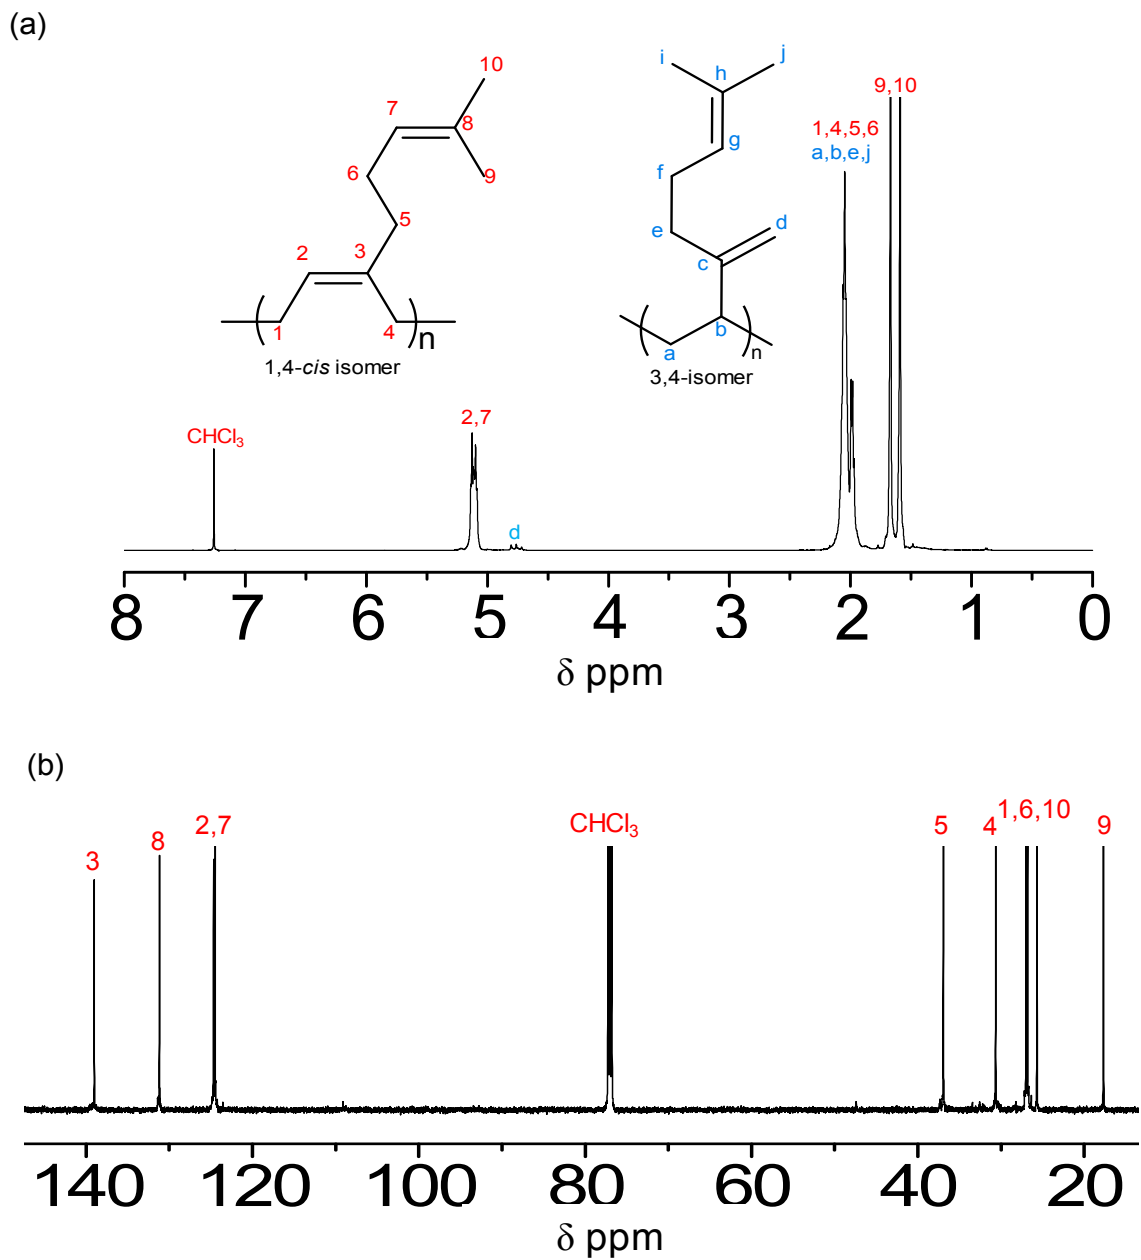 (a)
10
i
j
h
9,10
7
8
1,4,5,6
g
a,b,e,j
6
9
f
5
d
e
2
3
c
b
1
4
n
a
n
1,4-cis isomer
3,4-isomer
2,7
CHCl3
d
8 7 6 5 4 3 2 1 0
δ ppm
(b)
3
8
2,7
CHCl3
5
4
1,6,10
9
140 120 100 80 60 40 20
δ ppm